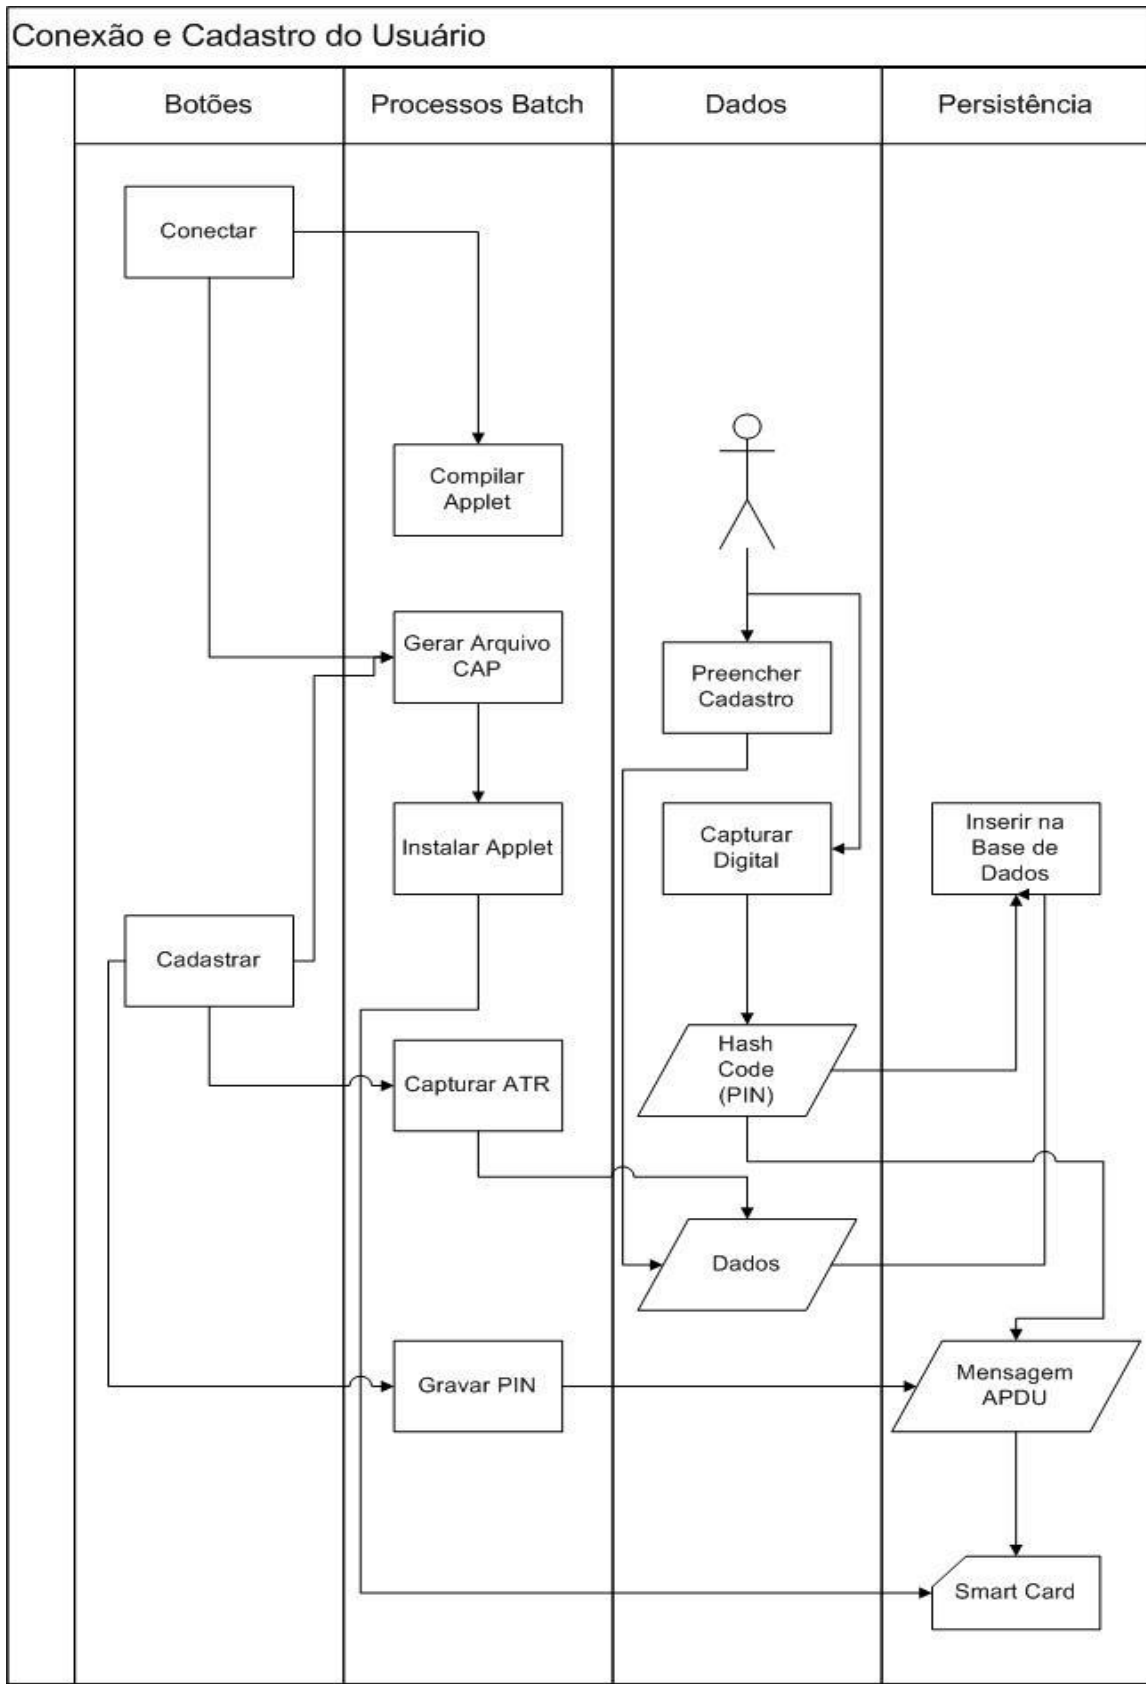 Conexão e Cadastro do Usuário
Botões
Processos Batch
Dados
Persistência
Conectar
Compilar
Applet
Gerar Arquivo
CAP
Preencher
Cadastro
Instalar Applet
Capturar
Digital
Inserir na
Base de
Dados
Cadastrar
Hash
Code
(PIN)
Capturar ATR
Dados
Gravar PIN
Mensagem
APDU
Smart Card